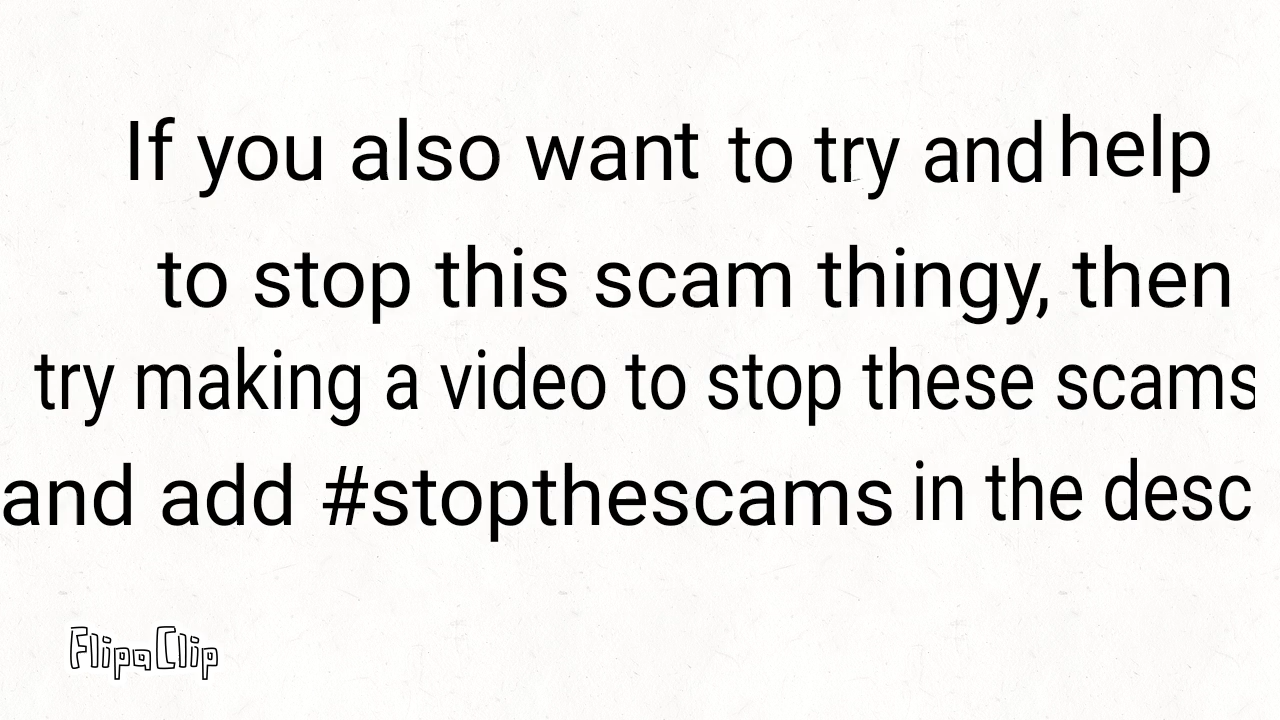 If you also want to try and help
to stop this scam thingy, then
try making a video to stop these scams
and add #stopthescams in the desc
FlipaClip